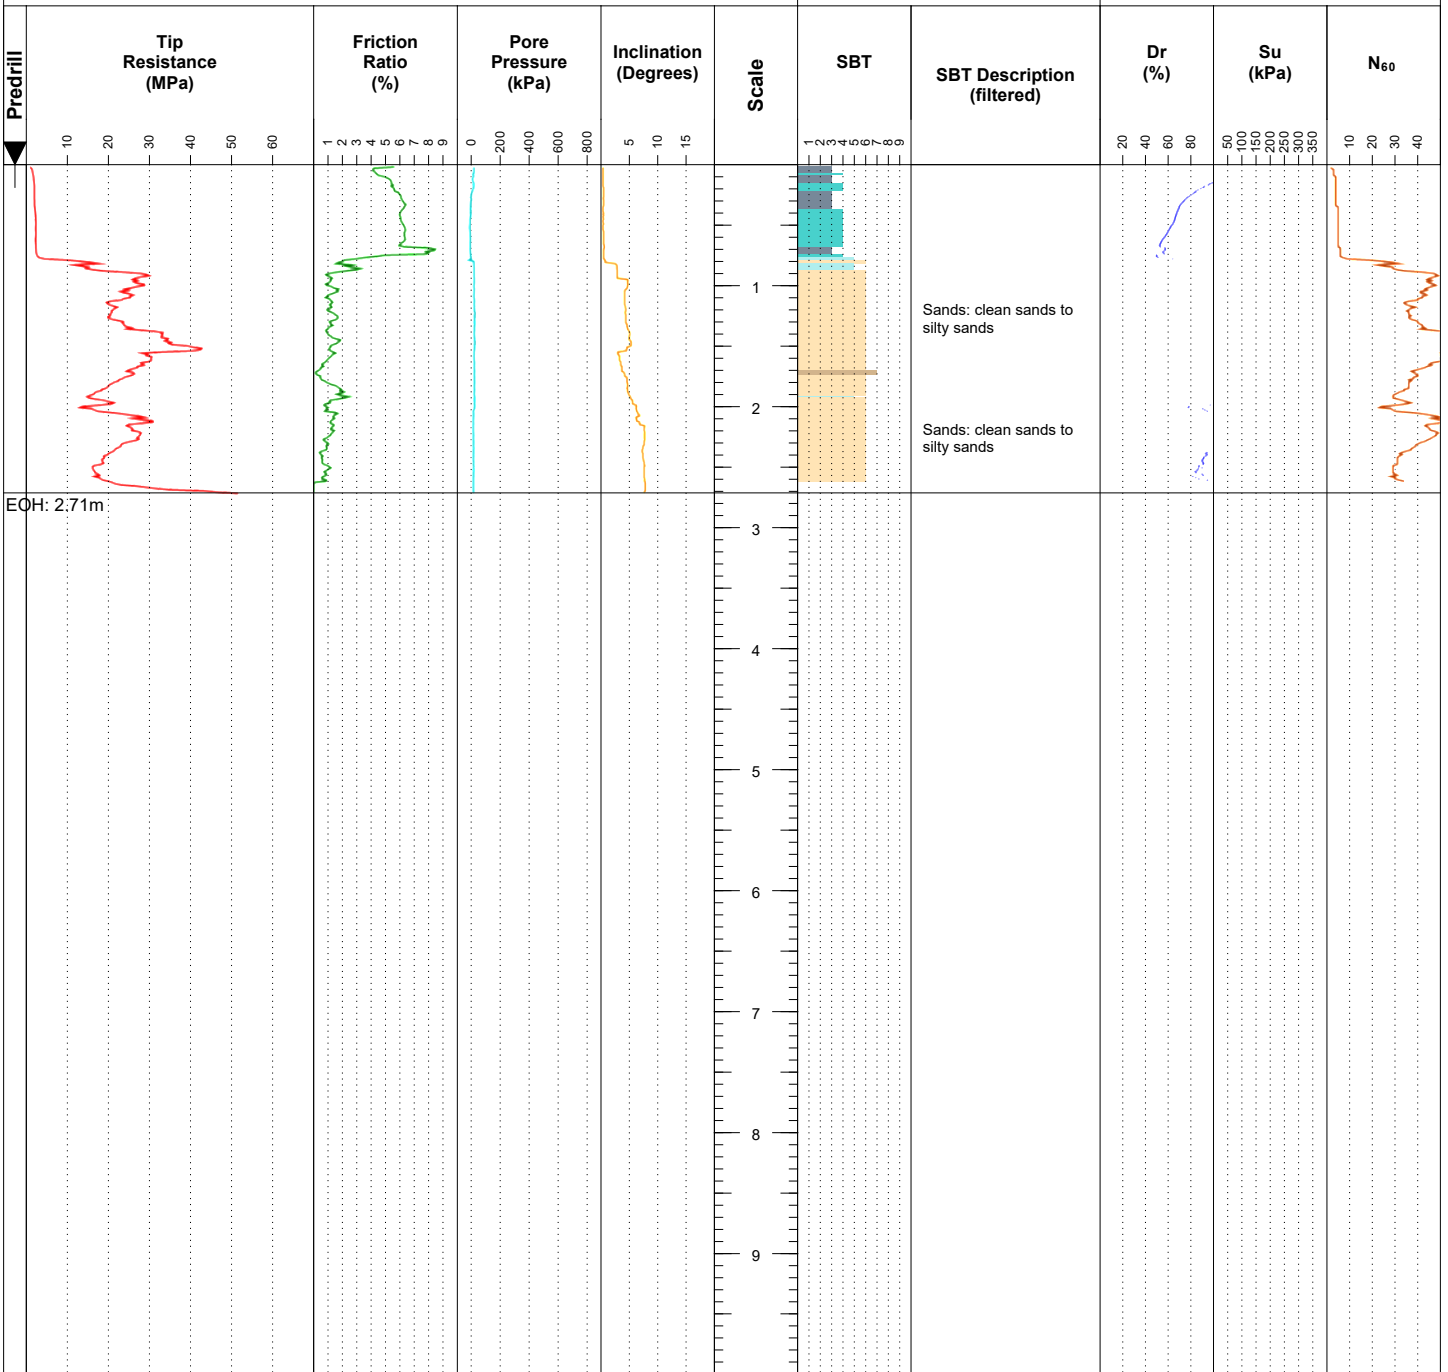 Predrill
Tip
Resistance
(MPa)
10 20 30 40 50 60
Friction
Ratio
(%)
1 2 3 4 5 6 7 8 9
Pore
Pressure
(kPa)
0 200 400 600 800
Inclination
(Degrees)
5 10 15
Scale
SBT
1 2 3 4 5 6 7 8 9
SBT Description
(filtered)
Dr
(%)
20 40 60 80
Su
(kPa)
50 100 150 200 250 300 350
N₆₀
10 20 30 40
1
Sands: clean sands to
silty sands
2
Sands: clean sands to
silty sands
EOH: 2.71m
3
4
5
6
7
8
9